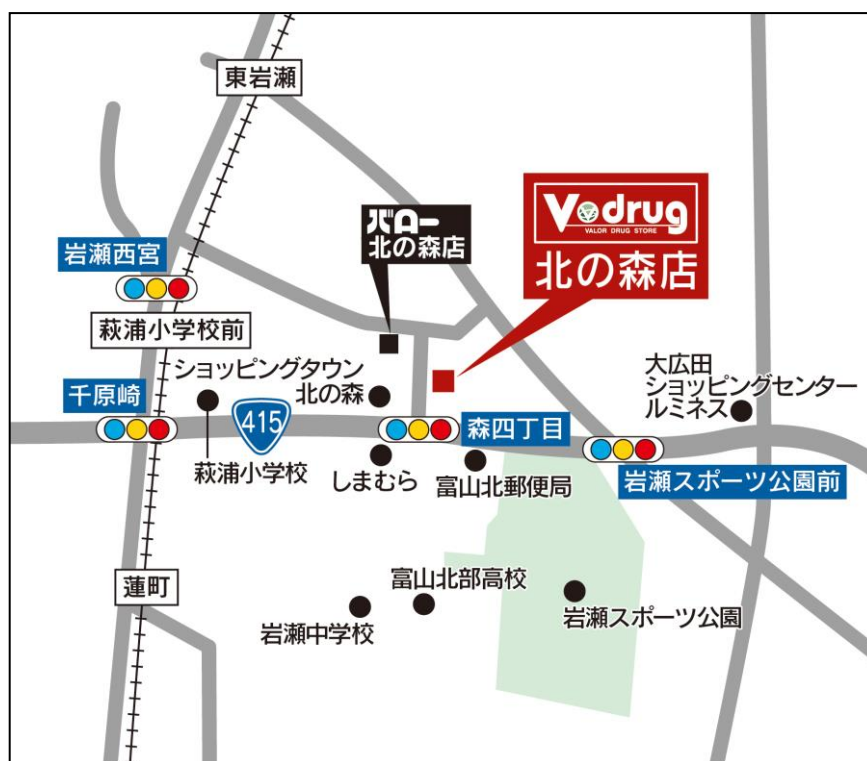 東岩瀬
バロー
北の森店
V drug
VALOR DRUG STORE
北の森店
岩瀬西宮
萩浦小学校前
ショッピングタウン
北の森
大広田
ショッピングセンター
ルミネス
千原崎
415
森四丁目
萩浦小学校
しまむら
富山北郵便局
岩瀬スポーツ公園前
蓮町
富山北部高校
岩瀬中学校
岩瀬スポーツ公園